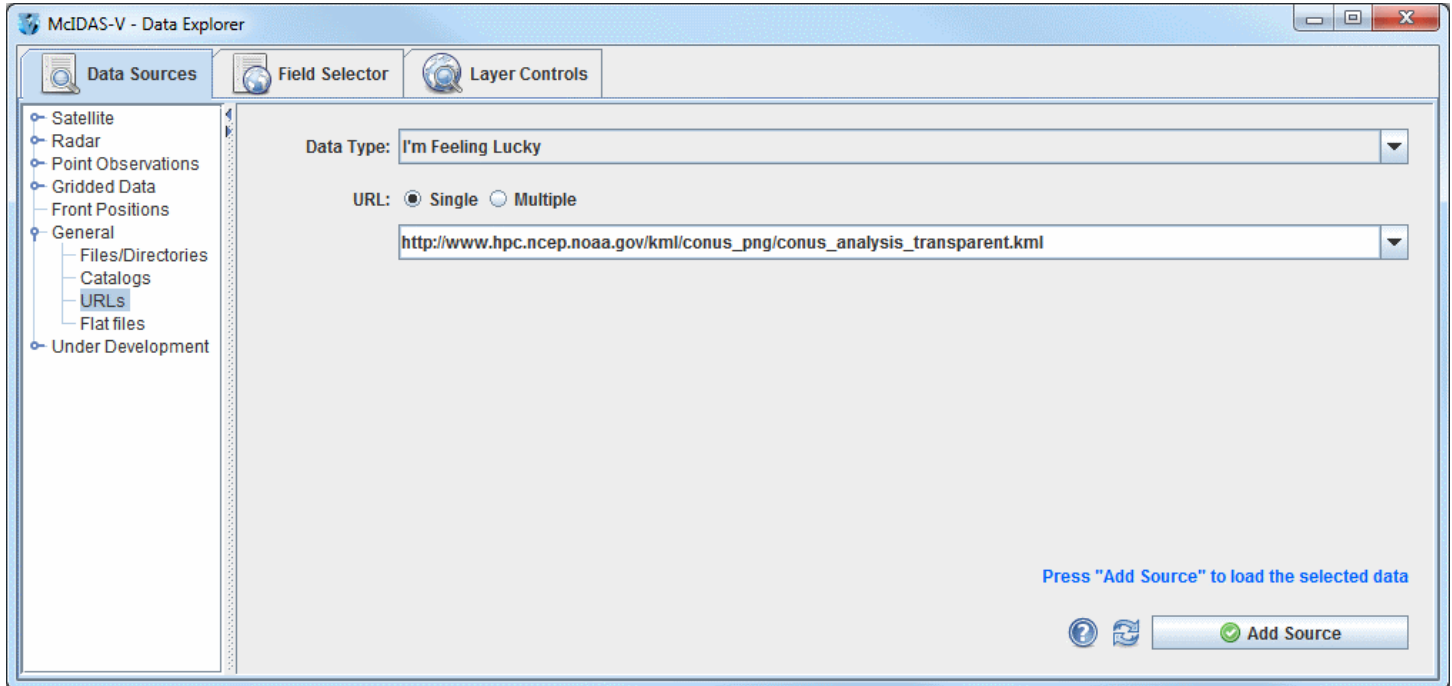 McIDAS-V - Data Explorer
Data Sources
Field Selector
Layer Controls
Satellite
Radar
Point Observations
Gridded Data
Front Positions
General
Files/Directories
Catalogs
URLs
Flat files
Under Development
Data Type: I'm Feeling Lucky
URL: Single Multiple
http://www.hpc.ncep.noaa.gov/kml/conus_png/conus_analysis_transparent.kml
Press "Add Source" to load the selected data
Add Source